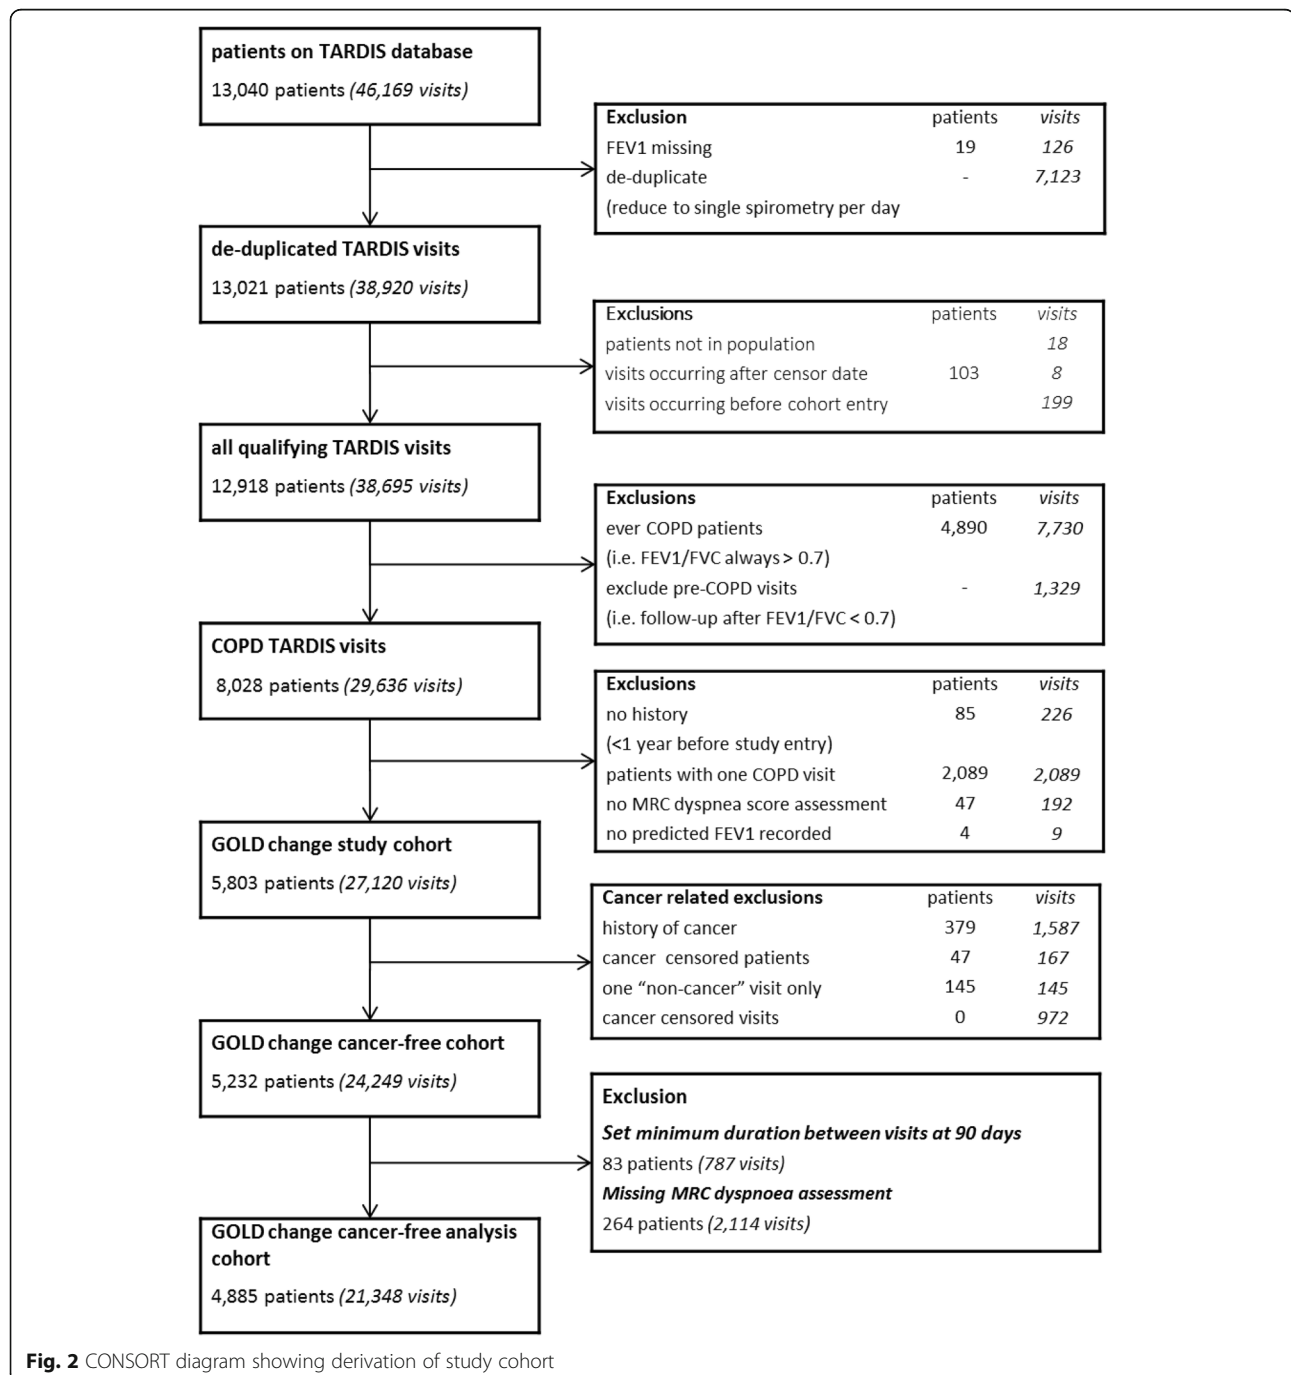 patients on TARDIS database
13,040 patients (46,169 visits)
Exclusion patients visits
FEV1 missing 19 126
de-duplicate - 7,123
(reduce to single spirometry per day
de-duplicated TARDIS visits
13,021 patients (38,920 visits)
Exclusions patients visits
patients not in population 18
visits occurring after censor date 103 8
visits occurring before cohort entry 199
all qualifying TARDIS visits
12,918 patients (38,695 visits)
Exclusions patients visits
ever COPD patients 4,890 7,730
(i.e. FEV1/FVC always > 0.7)
exclude pre-COPD visits - 1,329
(i.e. follow-up after FEV1/FVC < 0.7)
COPD TARDIS visits
8,028 patients (29,636 visits)
Exclusions patients visits
no history 85 226
(<1 year before study entry)
patients with one COPD visit 2,089 2,089
no MRC dyspnea score assessment 47 192
no predicted FEV1 recorded 4 9
GOLD change study cohort
5,803 patients (27,120 visits)
Cancer related exclusions patients visits
history of cancer 379 1,587
cancer censored patients 47 167
one “non-cancer” visit only 145 145
cancer censored visits 0 972
GOLD change cancer-free cohort
5,232 patients (24,249 visits)
Exclusion
Set minimum duration between visits at 90 days
83 patients (787 visits)
Missing MRC dyspnoea assessment
264 patients (2,114 visits)
GOLD change cancer-free analysis
cohort
4,885 patients (21,348 visits)
Fig. 2 CONSORT diagram showing derivation of study cohort